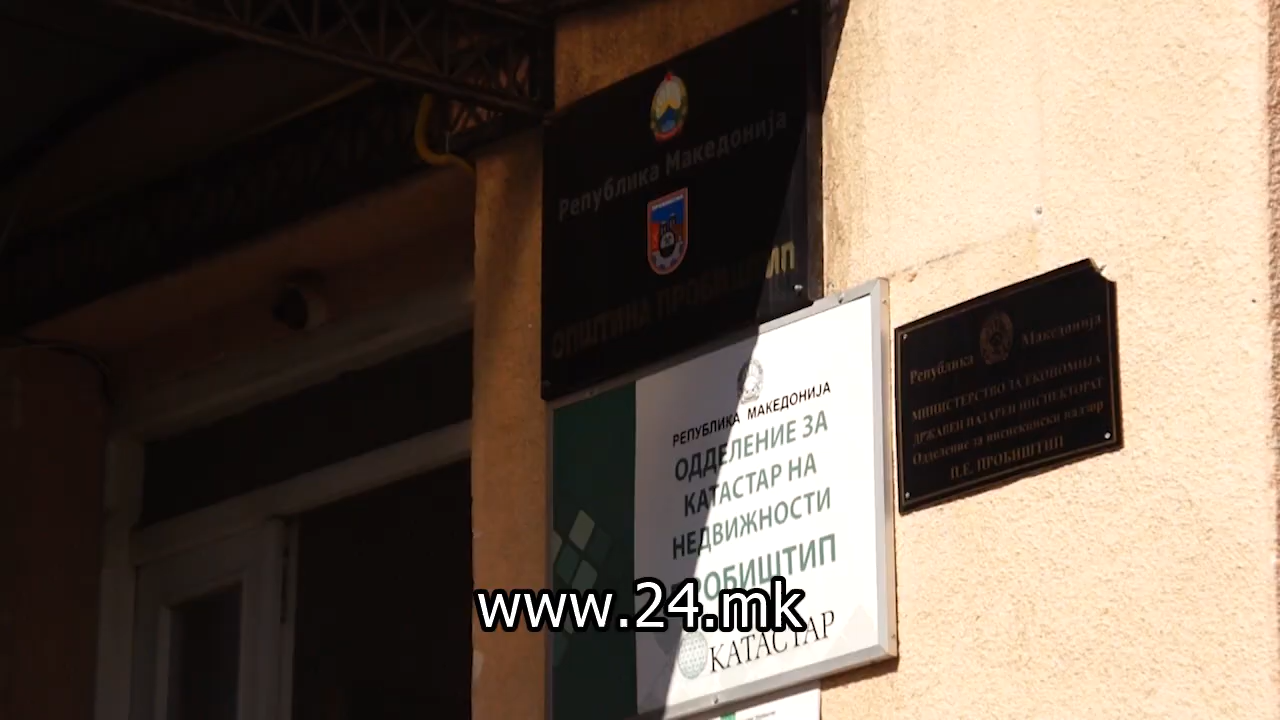 Република Македонија
ОПШТИНА ПРОБИШТИП
РЕПУБЛИКА МАКЕДОНИЈА
ОДДЕЛЕНИЕ ЗА
КАТАСТАР НА
НЕДВИЖНОСТИ
ПРОБИШТИП
КАТАСТАР
Република Македонија
МИНИСТЕРСТВО ЗА ЕКОНОМИЈА
ДРЖАВЕН ПАЗАРЕН ИНСПЕКТОРАТ
Одделение за инспекциски надзор
П.Е. ПРОБИШТИП
www.24.mk